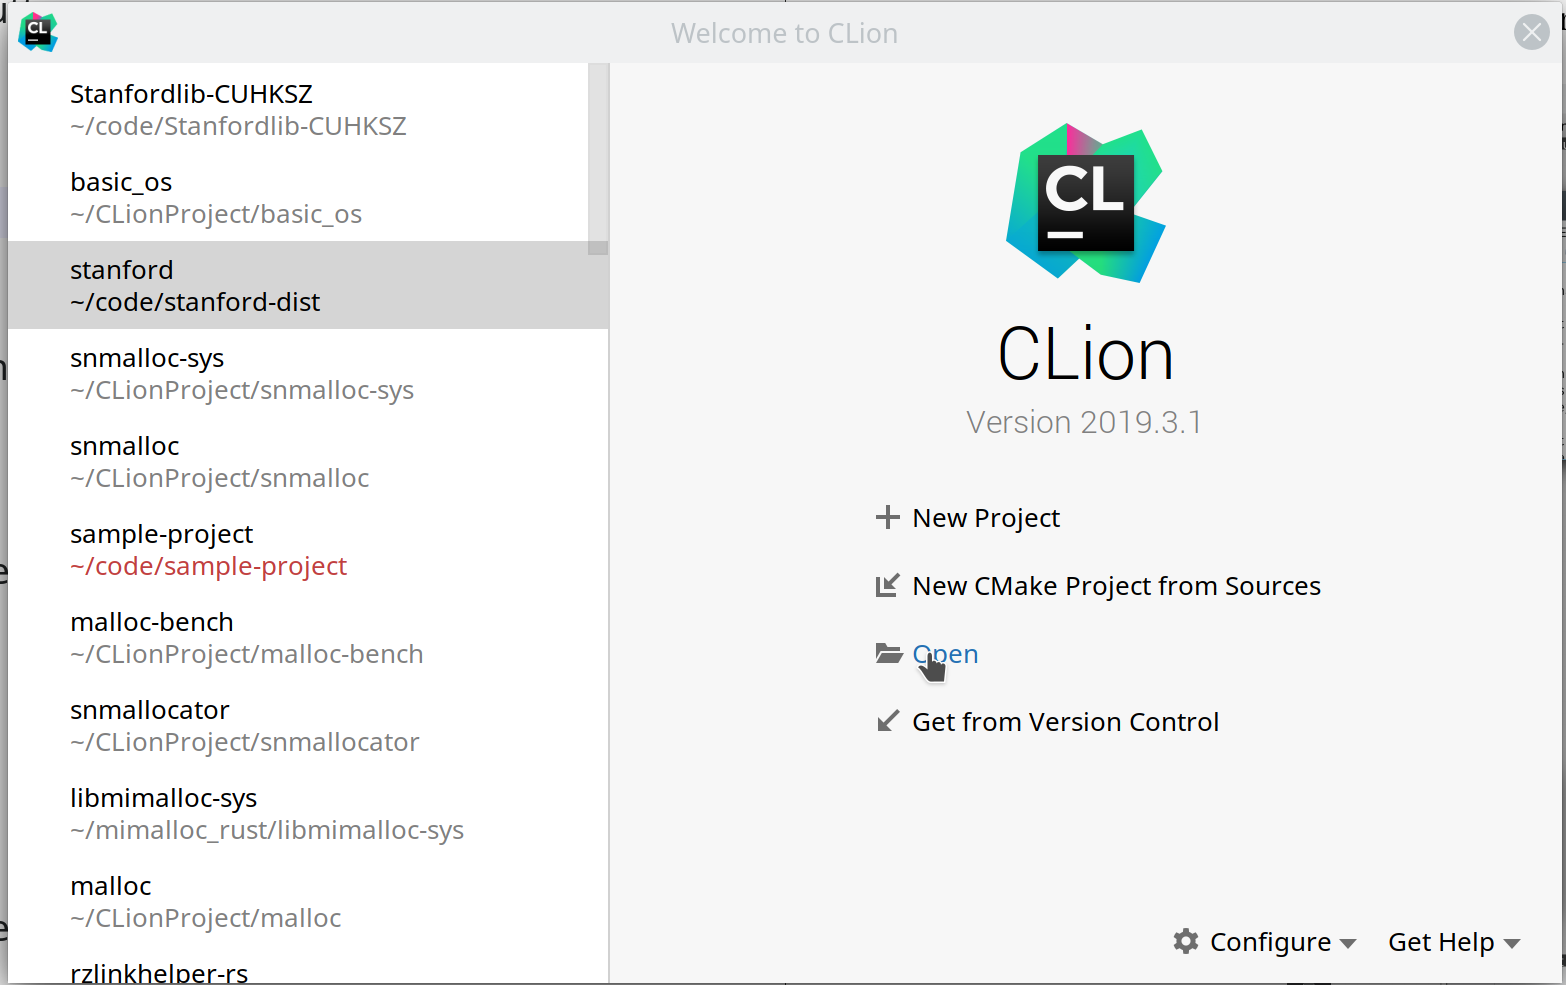 CL
Welcome to CLion
Stanfordlib-CUHKSZ
~/code/Stanfordlib-CUHKSZ
basic_os
~/CLionProject/basic_os
stanford
~/code/stanford-dist
snmalloc-sys
~/CLionProject/snmalloc-sys
snmalloc
~/CLionProject/snmalloc
sample-project
~/code/sample-project
malloc-bench
~/CLionProject/malloc-bench
snmallocator
~/CLionProject/snmallocator
libmimalloc-sys
~/mimalloc_rust/libmimalloc-sys
malloc
~/CLionProject/malloc
rzlinkhelper-rs
CL
CLion
Version 2019.3.1
New Project
New CMake Project from Sources
Open
Get from Version Control
Configure
Get Help